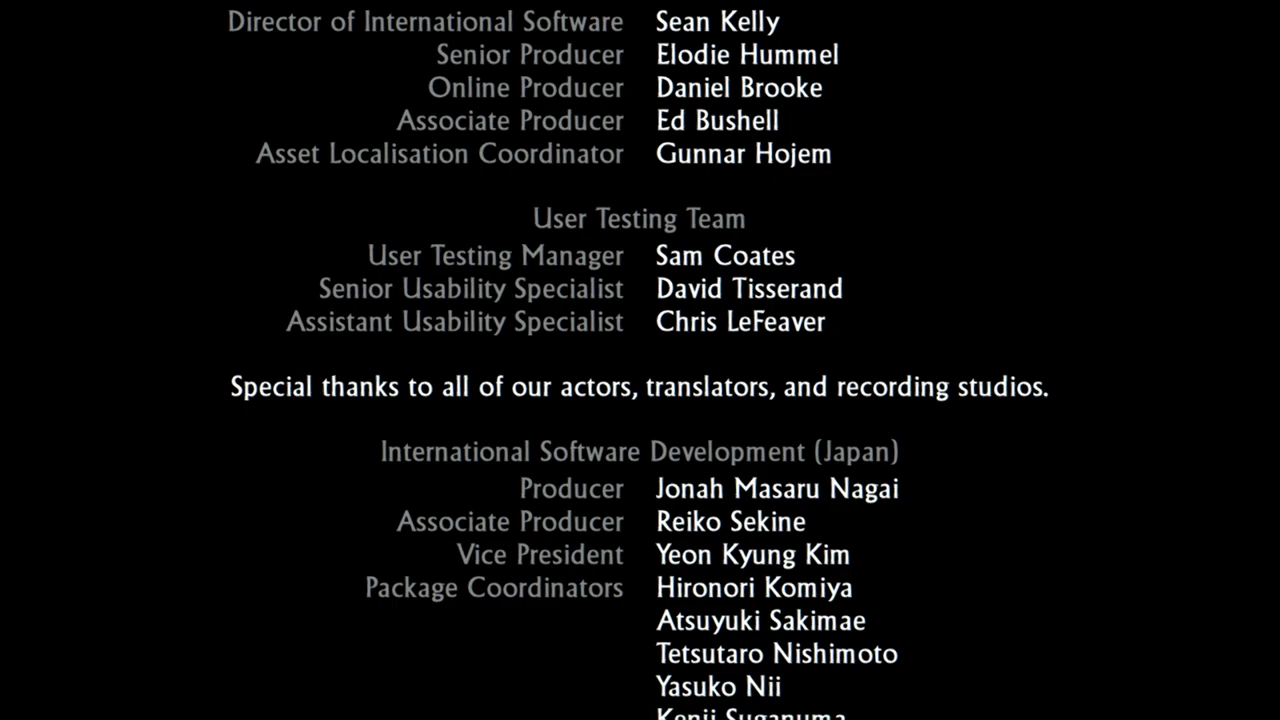 Director of International Software Sean Kelly
Senior Producer Elodie Hummel
Online Producer Daniel Brooke
Associate Producer Ed Bushell
Asset Localisation Coordinator Gunnar Hojem
User Testing Team
User Testing Manager Sam Coates
Senior Usability Specialist David Tisserand
Assistant Usability Specialist Chris LeFeaver
Special thanks to all of our actors, translators, and recording studios.
International Software Development (Japan)
Producer Jonah Masaru Nagai
Associate Producer Reiko Sekine
Vice President Yeon Kyung Kim
Package Coordinators Hironori Komiya
Atsuyuki Sakimae
Tetsutaro Nishimoto
Yasuko Nii
Kenji Suganuma